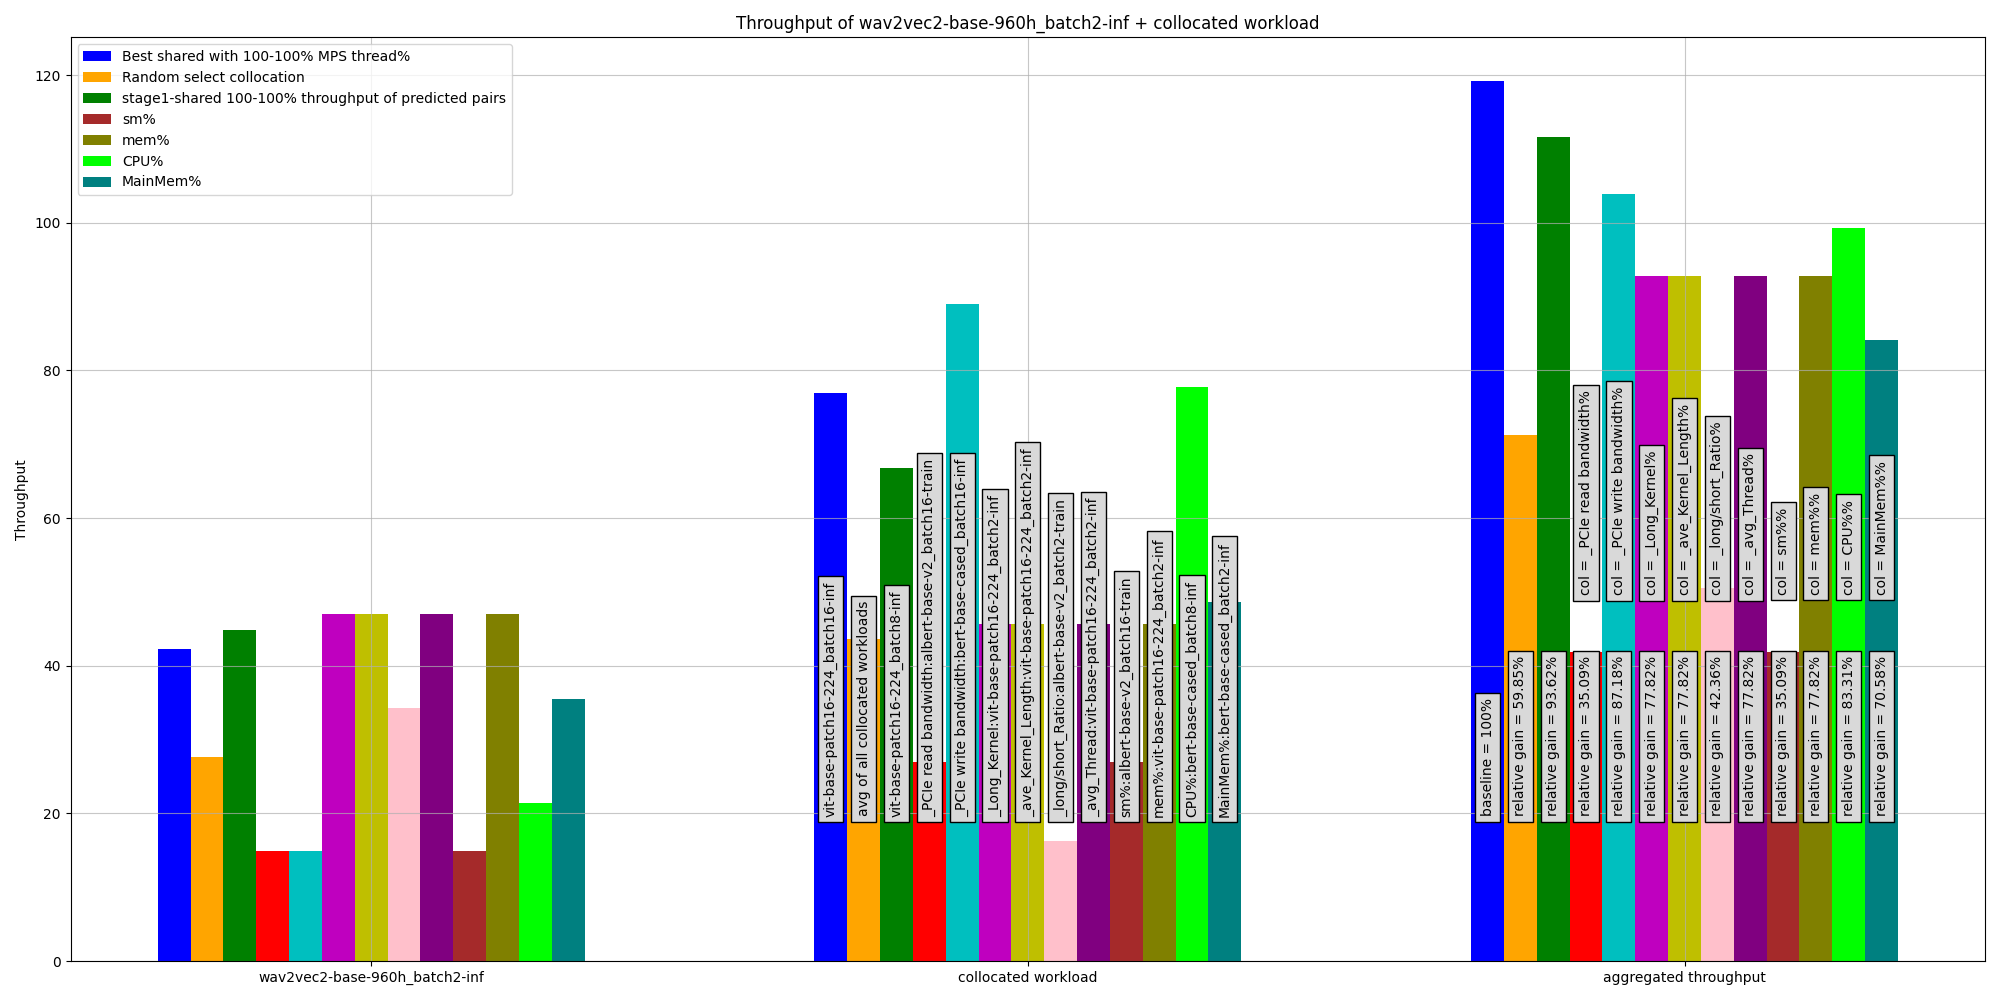 Throughput of wav2vec2-base-960h_batch2-inf + collocated workload
Best shared with 100-100% MPS thread%
Random select collocation
stage1-shared 100-100% throughput of predicted pairs
sm%
mem%
CPU%
MainMem%
Throughput
120
100
80
60
40
20
0
vit-base-patch16-224_batch16-inf
avg of all collocated workloads
vit-base-patch16-224_batch8-inf
_PCIe read bandwidth:albert-base-v2_batch16-train
_PCIe write bandwidth:bert-base-cased_batch16-inf
_Long_Kernel:vit-base-patch16-224_batch2-inf
_ave_Kernel_Length:vit-base-patch16-224_batch2-inf
_long/short_Ratio:albert-base-v2_batch2-train
_avg_Thread:vit-base-patch16-224_batch2-inf
sm%:albert-base-v2_batch16-train
mem%:vit-base-patch16-224_batch2-inf
CPU%:bert-base-cased_batch8-inf
MainMem%:bert-base-cased_batch2-inf
col = _PCIe read bandwidth%
col = _PCIe write bandwidth%
col = _Long_Kernel%
col = _ave_Kernel_Length%
col = _long/short_Ratio%
col = _avg_Thread%
col = sm%%
col = mem%%
col = CPU%%
col = MainMem%%
baseline = 100%
relative gain = 59.85%
relative gain = 93.62%
relative gain = 35.09%
relative gain = 87.18%
relative gain = 77.82%
relative gain = 77.82%
relative gain = 42.36%
relative gain = 77.82%
relative gain = 35.09%
relative gain = 77.82%
relative gain = 83.31%
relative gain = 70.58%
wav2vec2-base-960h_batch2-inf
collocated workload
aggregated throughput